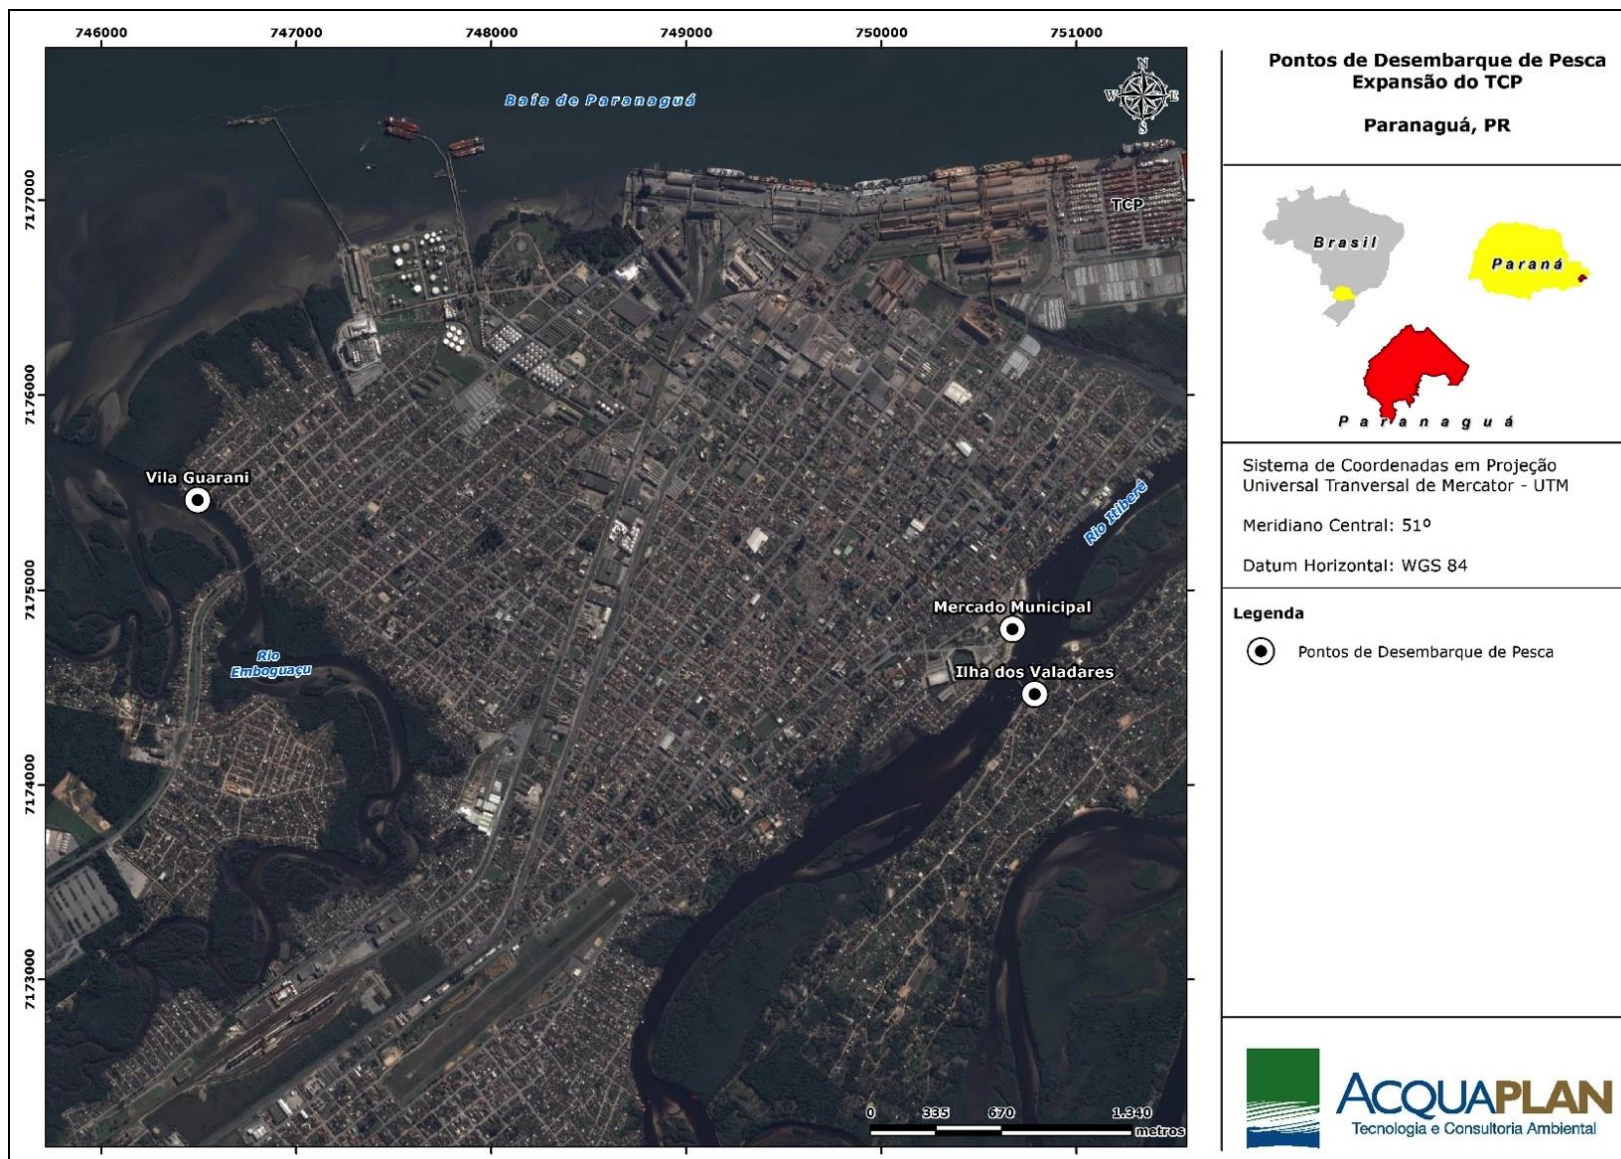 746000
747000
748000
749000
750000
751000
7177000
7176000
7175000
7174000
7173000
Baía de Paranaguá
N
W
E
S
TCP
Vila Guarani
Rio Itiberê
Mercado Municipal
Rio
Emboguaçu
Ilha dos Valadares
0 335 670 1.340
metros
Pontos de Desembarque de Pesca
Expansão do TCP
Paranaguá, PR
Brasil
Paraná
Paranaguá
Sistema de Coordenadas em Projeção
Universal Tranversal de Mercator - UTM
Meridiano Central: 51º
Datum Horizontal: WGS 84
Legenda
Pontos de Desembarque de Pesca
ACQUAPLAN
Tecnologia e Consultoria Ambiental